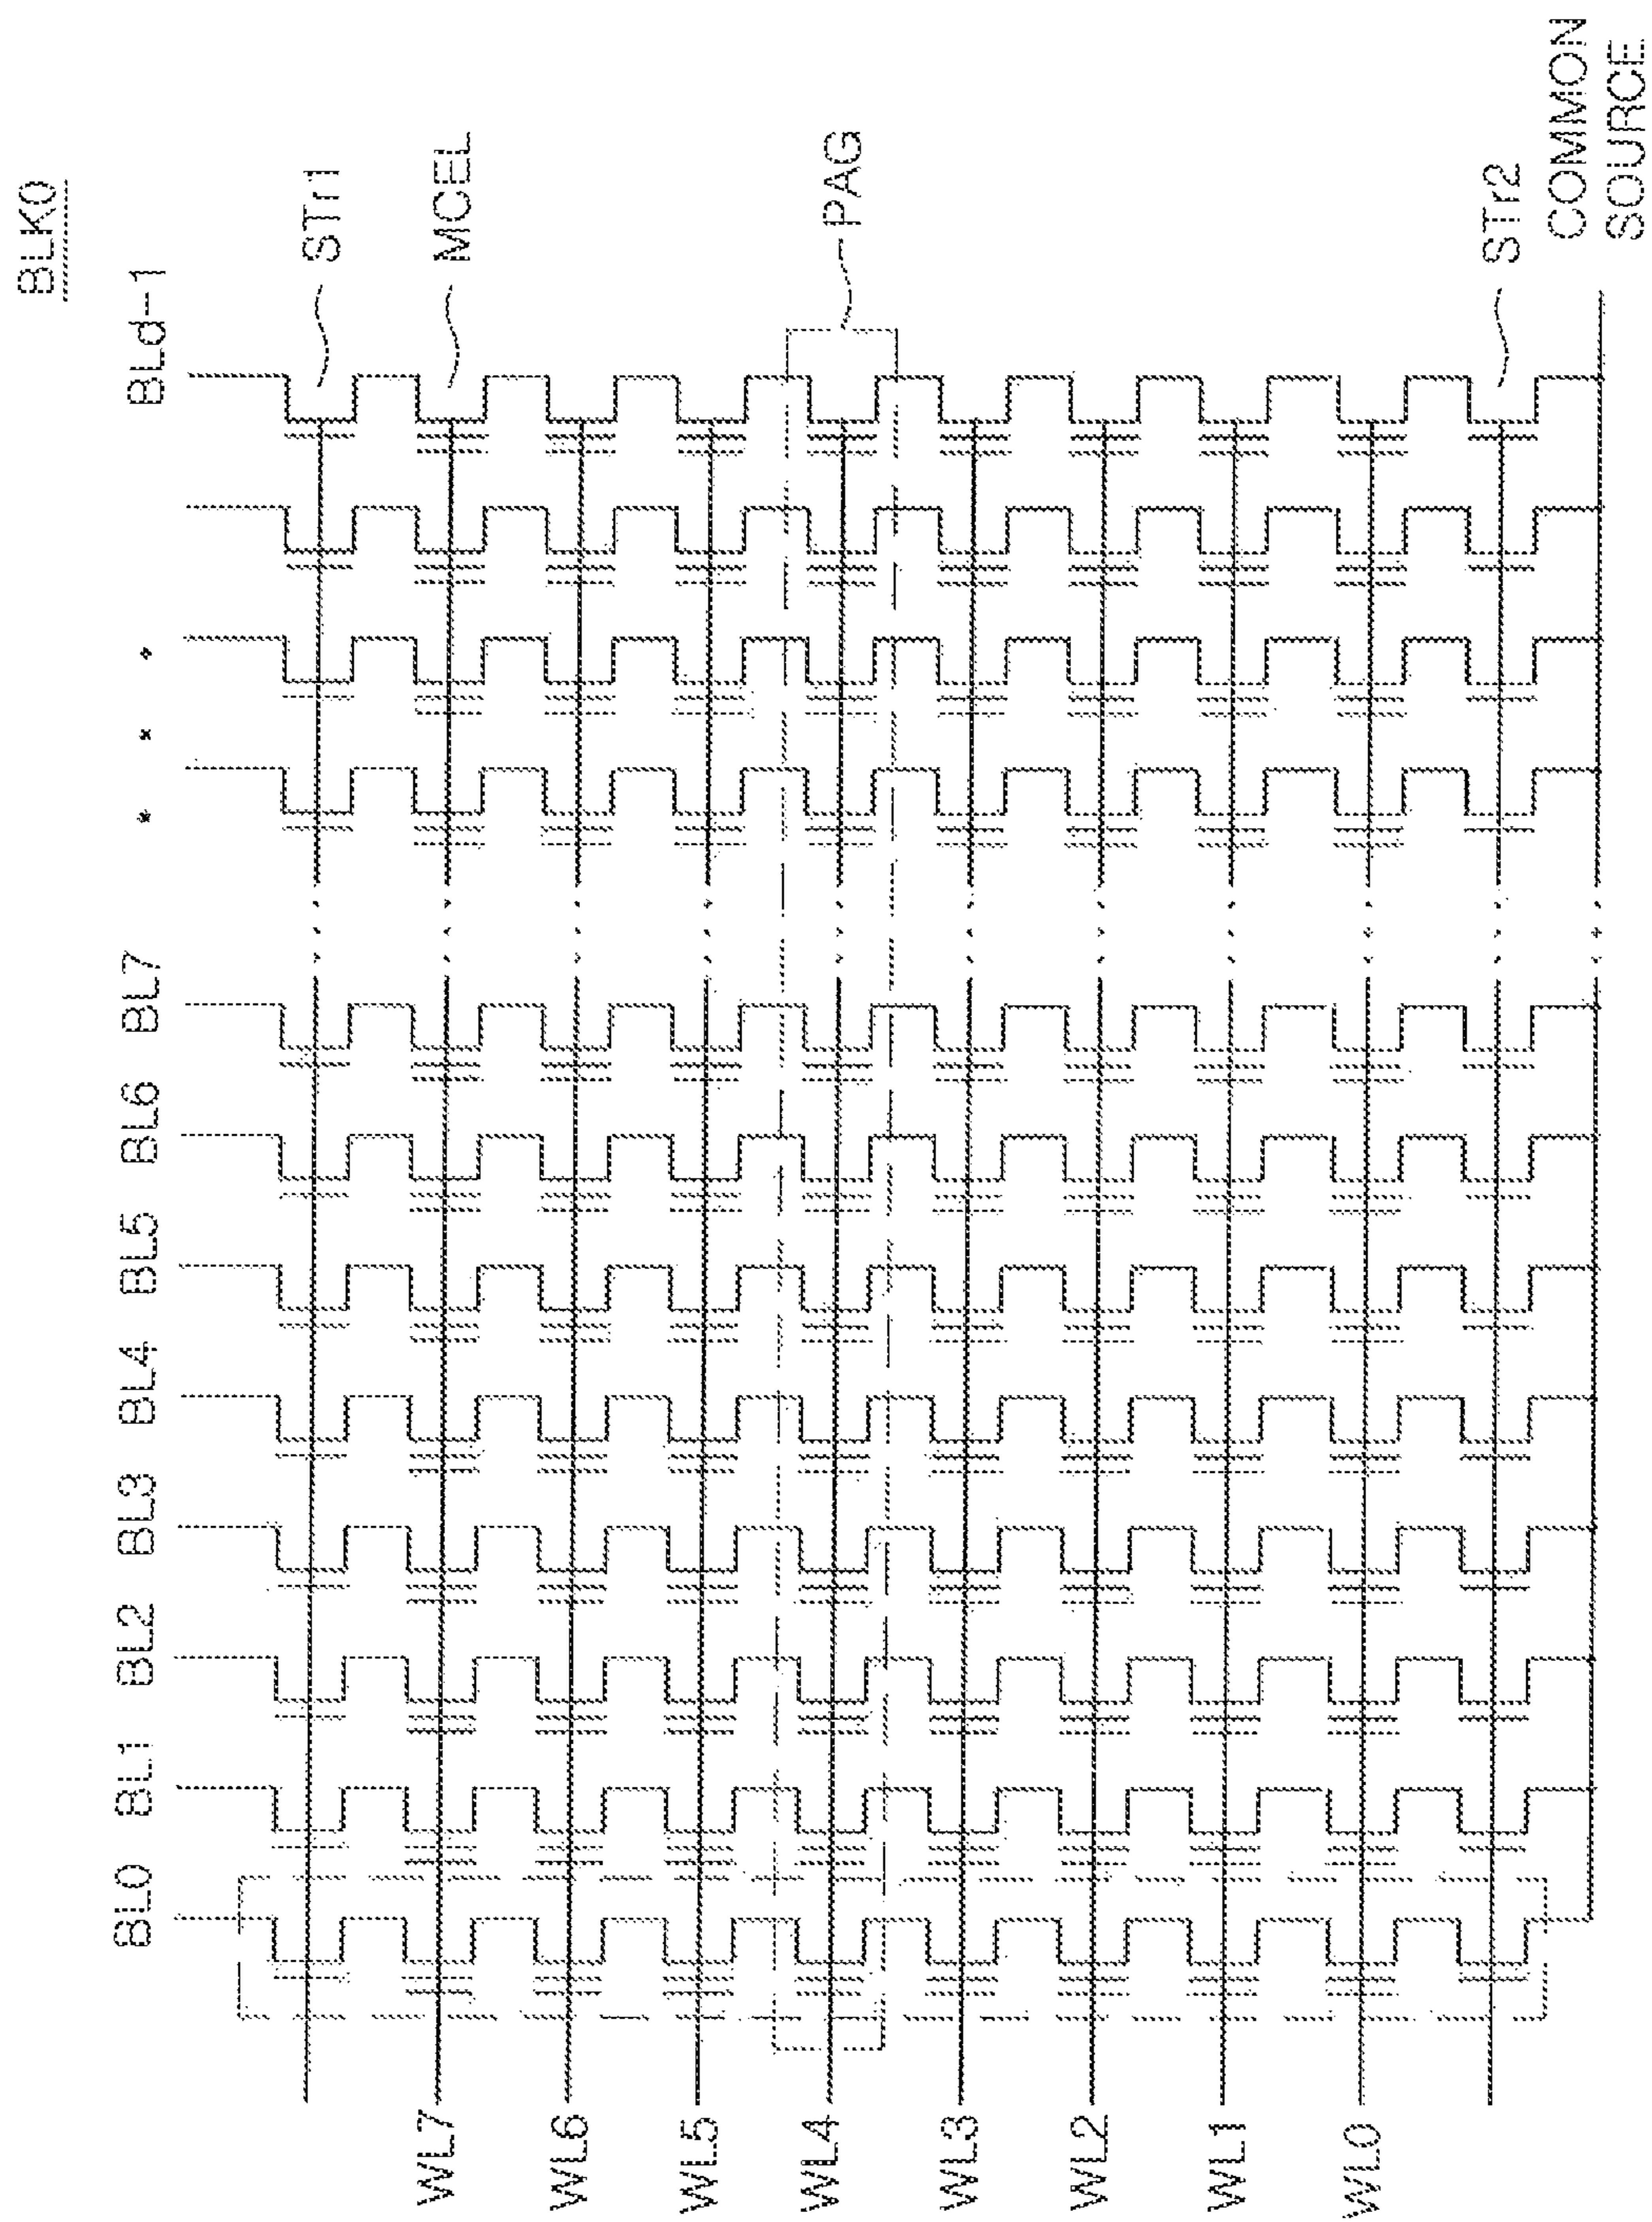 BLK0
BL0
BL1
BL2
BL3
BL4
BL5
BL6
BL7
BLd-1
STr1
MCEL
PAG
STr2
COMMON
SOURCE
WL7
WL6
WL5
WL4
WL3
WL2
WL1
WL0